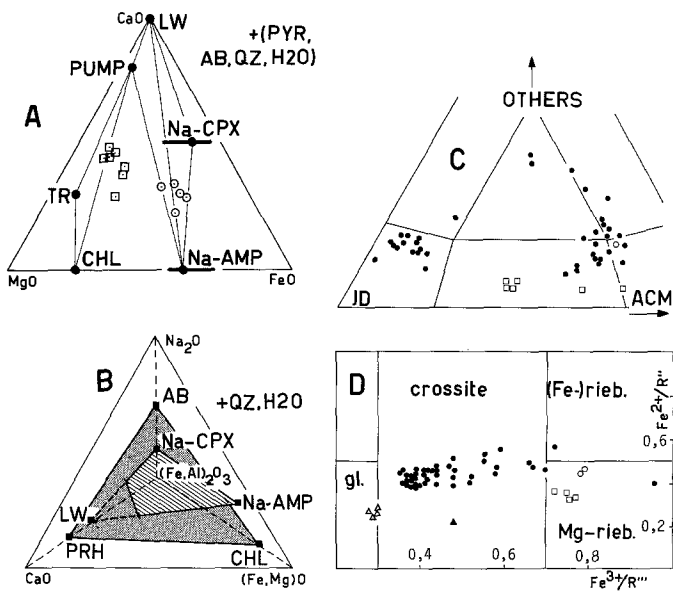 CaO LW +(PYR,
AB,QZ,H2O)
PUMP
A
Na-CPX
TR
CHL Na-AMP
MgO FeO
OTHERS
C
JD ACM
Na2O
B
AB +QZ,H2O
Na-CPX
(Fe,Al)2O3
Na-AMP
LW
PRH CHL
CaO (Fe,Mg)O
D crossite (Fe-)rieb.
Fe2+/R''
0,6
gl.
0,2
Mg-rieb.
0,4 0,6 0,8
Fe3+/R'''